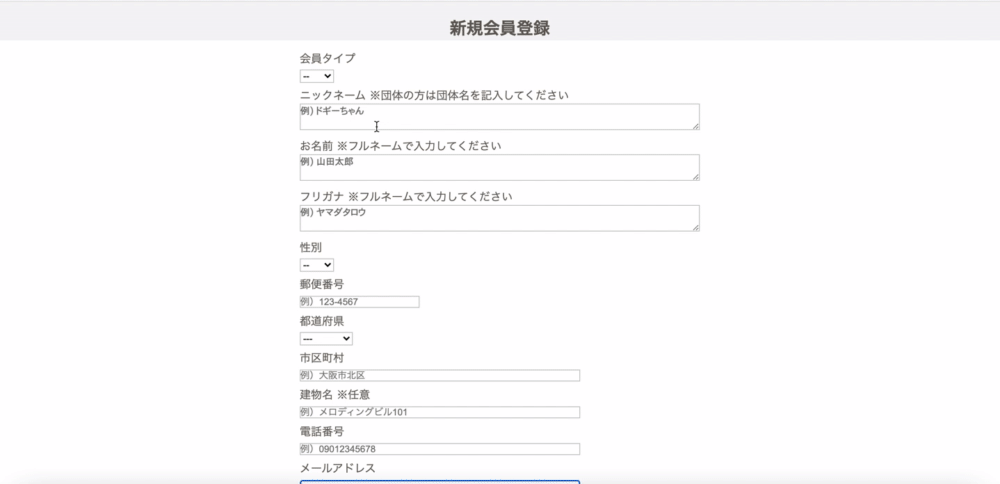 新規会員登録
会員タイプ
--
ニックネーム ※団体の方は団体名を記入してください
例) ドギーちゃん
お名前 ※フルネームで入力してください
例) 山田太郎
フリガナ ※フルネームで入力してください
例) ヤマダタロウ
性別
--
郵便番号
例）123-4567
都道府県
---
市区町村
例）大阪市北区
建物名 ※任意
例）メロディングビル101
電話番号
例）09012345678
メールアドレス